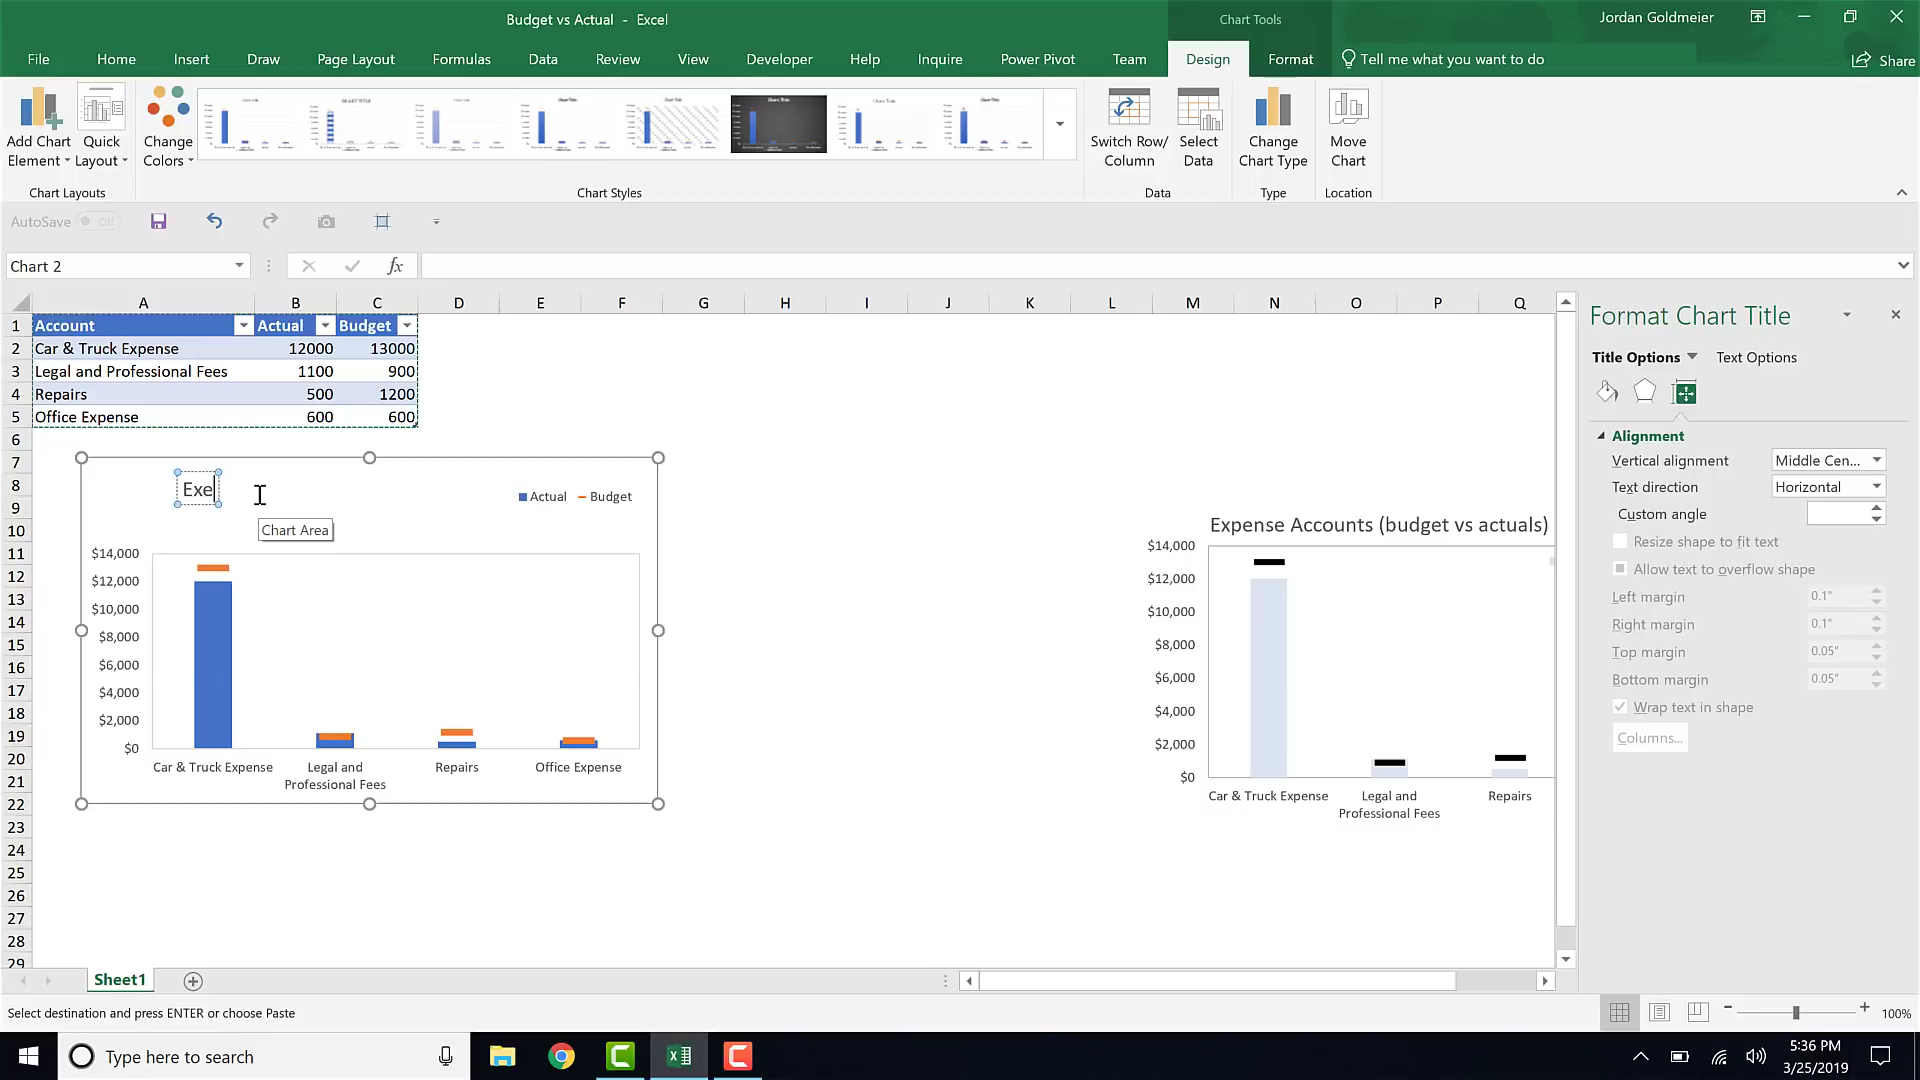 Budget vs Actual - Excel
Chart Tools
Jordan Goldmeier
File Home Insert Draw Page Layout Formulas Data Review View Developer Help Inquire Power Pivot Team Design Format Tell me what you want to do Share
Add Chart Element
Quick Layout
Change Colors
Switch Row/ Column
Select Data
Change Chart Type
Move Chart
Chart Layouts
Chart Styles
Data
Type
Location
AutoSave Off
Chart 2
fx
A B C D E F G H I J K L M N O P Q
1 Account Actual Budget
2 Car & Truck Expense 12000 13000
3 Legal and Professional Fees 1100 900
4 Repairs 500 1200
5 Office Expense 600 600
6
7
8
9
10
11
12
13
14
15
16
17
18
19
20
21
22
23
24
25
26
27
28
29
Exe
Chart Area
Actual Budget
$14,000
$12,000
$10,000
$8,000
$6,000
$4,000
$2,000
$0
Car & Truck Expense
Legal and
Professional Fees
Repairs
Office Expense
Expense Accounts (budget vs actuals)
$14,000
$12,000
$10,000
$8,000
$6,000
$4,000
$2,000
$0
Car & Truck Expense
Legal and
Professional Fees
Repairs
Format Chart Title
Title Options Text Options
Alignment
Vertical alignment Middle Cen...
Text direction Horizontal
Custom angle
Resize shape to fit text
Allow text to overflow shape
Left margin 0.1"
Right margin 0.1"
Top margin 0.05"
Bottom margin 0.05"
Wrap text in shape
Columns...
Sheet1
Select destination and press ENTER or choose Paste
100%
Type here to search
5:36 PM
3/25/2019